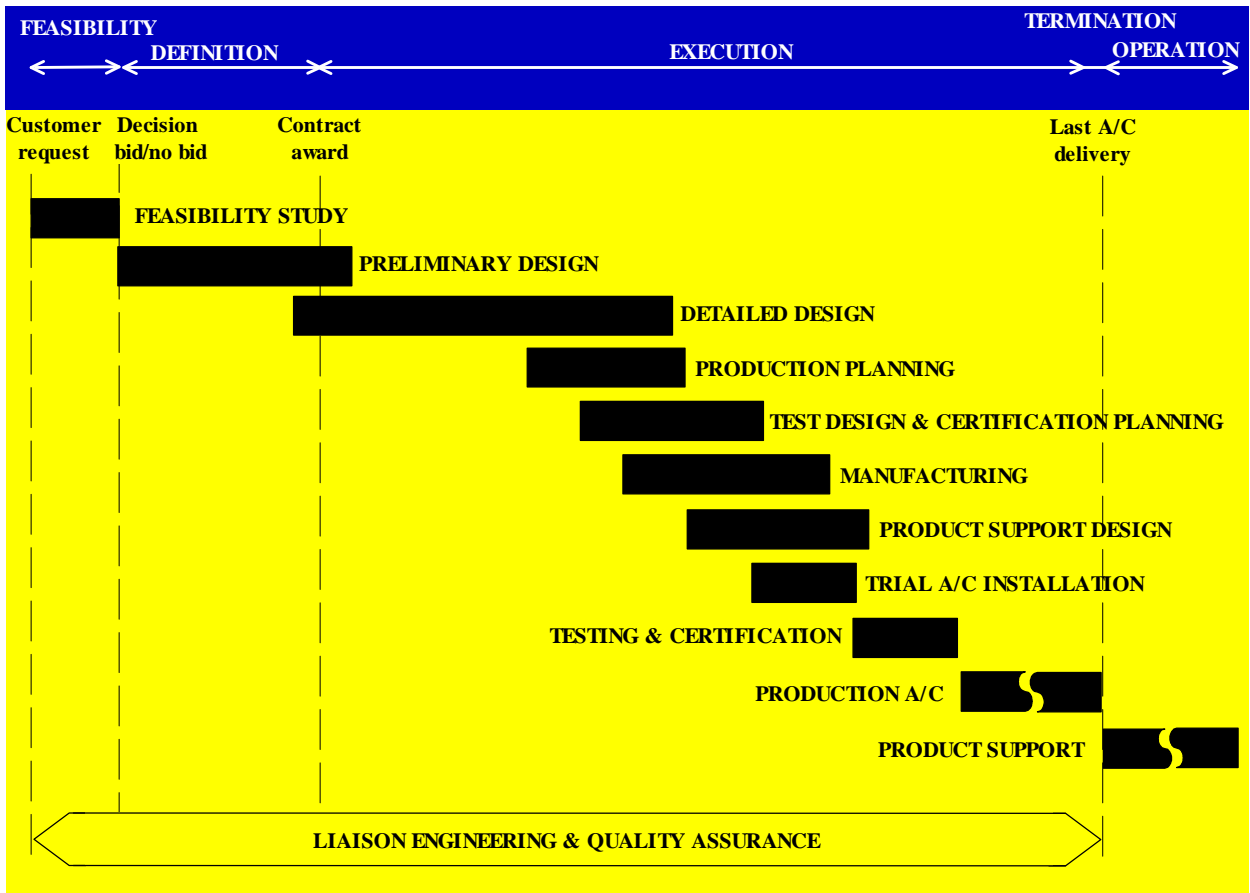 FEASIBILITY
DEFINITION
EXECUTION
TERMINATION
OPERATION
Customer
request
Decision
bid/no bid
Contract
award
Last A/C
delivery
FEASIBILITY STUDY
PRELIMINARY DESIGN
DETAILED DESIGN
PRODUCTION PLANNING
TEST DESIGN & CERTIFICATION PLANNING
MANUFACTURING
PRODUCT SUPPORT DESIGN
TRIAL A/C INSTALLATION
TESTING & CERTIFICATION
PRODUCTION A/C
PRODUCT SUPPORT
LIAISON ENGINEERING & QUALITY ASSURANCE